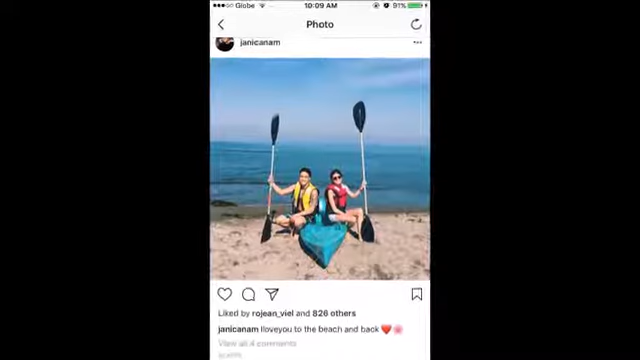 Globe 10:09 AM 91%
Photo
janicanam
Liked by rojean_viel and 826 others
janicanam Iloveyou to the beach and back ❤️🌸
View all 4 comments